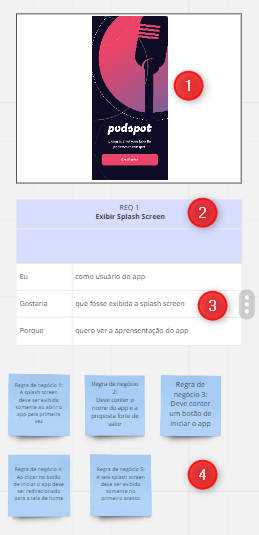 podspot
1
REQ 1
Exibir Splash Screen
2
Eu
como usuário do app
Gostaria
que fosse exibida a splash screen
3
Porque
quero ver a aprensentação do app
Regra de negócio 1:
A splash screen
deve ser exibida
somente ao abrir o
app pela primeira
vez
Regra de negócio
2:
Deve conter o
nome do app e a
proposta forte de
valor
Regra de
negócio 3:
Deve conter
um botão de
iniciar o app
Regra de negócio 4:
Ao clicar no botão
de iniciar o app deve
ser redirecionado
para a tela de home
Regra de negócio 5:
A tela splash screen
deve ser exibida
somente no
primeiro acesso
4